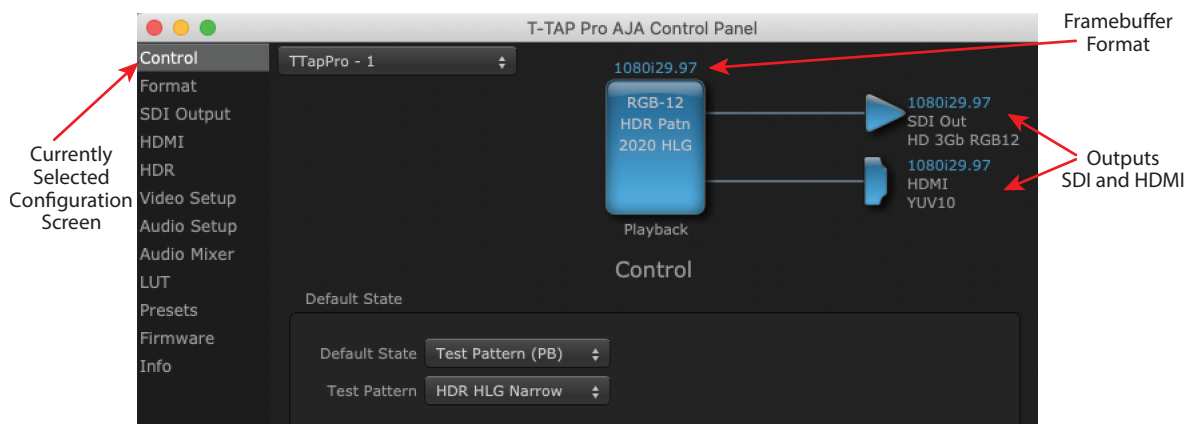 T-TAP Pro AJA Control Panel
Framebuffer
Format
Control
Format
SDI Output
HDMI
HDR
Video Setup
Audio Setup
Audio Mixer
LUT
Presets
Firmware
Info
Currently
Selected
Configuration
Screen
TTapPro - 1
1080i29.97
RGB-12
HDR Patn
2020 HLG
Playback
1080i29.97
SDI Out
HD 3Gb RGB12
1080i29.97
HDMI
YUV10
Outputs
SDI and HDMI
Control
Default State
Default State Test Pattern (PB)
Test Pattern HDR HLG Narrow